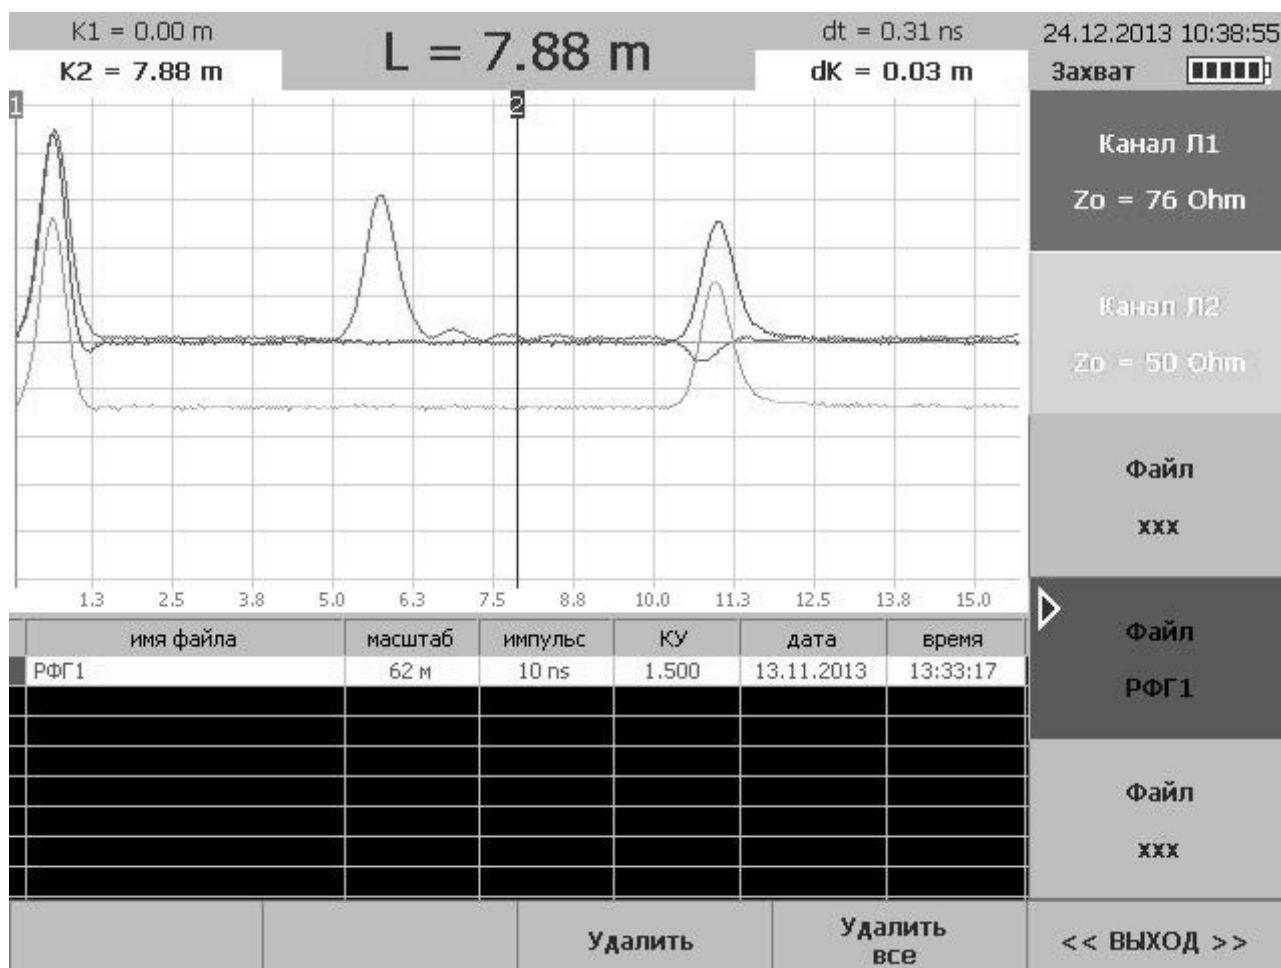 K1 = 0.00 m
K2 = 7.88 m
L = 7.88 m
dt = 0.31 ns
dK = 0.03 m
24.12.2013 10:38:55
Захват
1
2
Канал Л1
Zo = 76 Ohm
Канал Л2
Zo = 50 Ohm
Файл
xxx
Файл
РФГ1
Файл
xxx
1.3 2.5 3.8 5.0 6.3 7.5 8.8 10.0 11.3 12.5 13.8 15.0
имя файла масштаб импульс КУ дата время
РФГ1 62 м 10 ns 1.500 13.11.2013 13:33:17
Удалить
Удалить
все
<< ВЫХОД >>